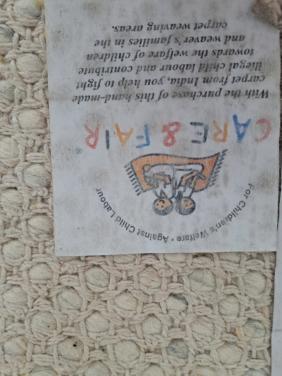 For Children's Welfare • Against Child Labour
CARE & FAIR
With the purchase of this hand-made
carpet from India, you help to fight
illegal child labour and contribute
towards the welfare of children
and weaver's families in the
carpet weaving areas.